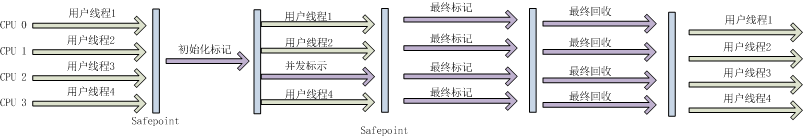 CPU 0
用户线程1
CPU 1
用户线程2
CPU 2
用户线程3
CPU 3
用户线程4
Safepoint
初始化标记
用户线程1
用户线程2
并发标示
用户线程4
Safepoint
最终标记
最终标记
最终标记
最终标记
最终回收
最终回收
最终回收
最终回收
用户线程1
用户线程2
用户线程3
用户线程4